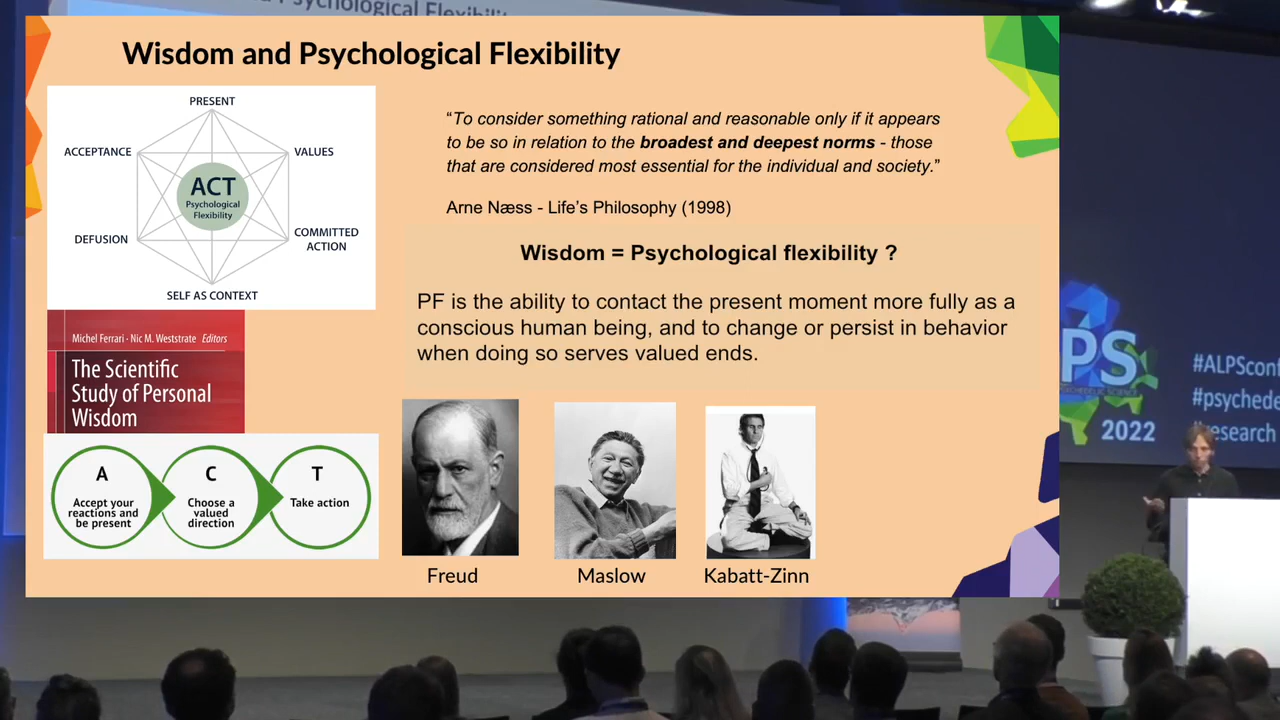 Psychological Flexibility
Wisdom and Psychological Flexibility
PRESENT
ACCEPTANCE
VALUES
ACT
Psychological
Flexibility
DEFUSION
COMMITTED
ACTION
SELF AS CONTEXT
“To consider something rational and reasonable only if it appears
to be so in relation to the broadest and deepest norms - those
that are considered most essential for the individual and society.”
Arne Næss - Life’s Philosophy (1998)
Wisdom = Psychological flexibility ?
PF is the ability to contact the present moment more fully as a
conscious human being, and to change or persist in behavior
when doing so serves valued ends.
Michel Ferrari · Nic M. Weststrate Editors
The Scientific
Study of Personal
Wisdom
A
Accept your
reactions and
be present
C
Choose a
valued
direction
T
Take action
Freud
Maslow
Kabatt-Zinn
PS
2022
#ALPSconf
#psychede
research